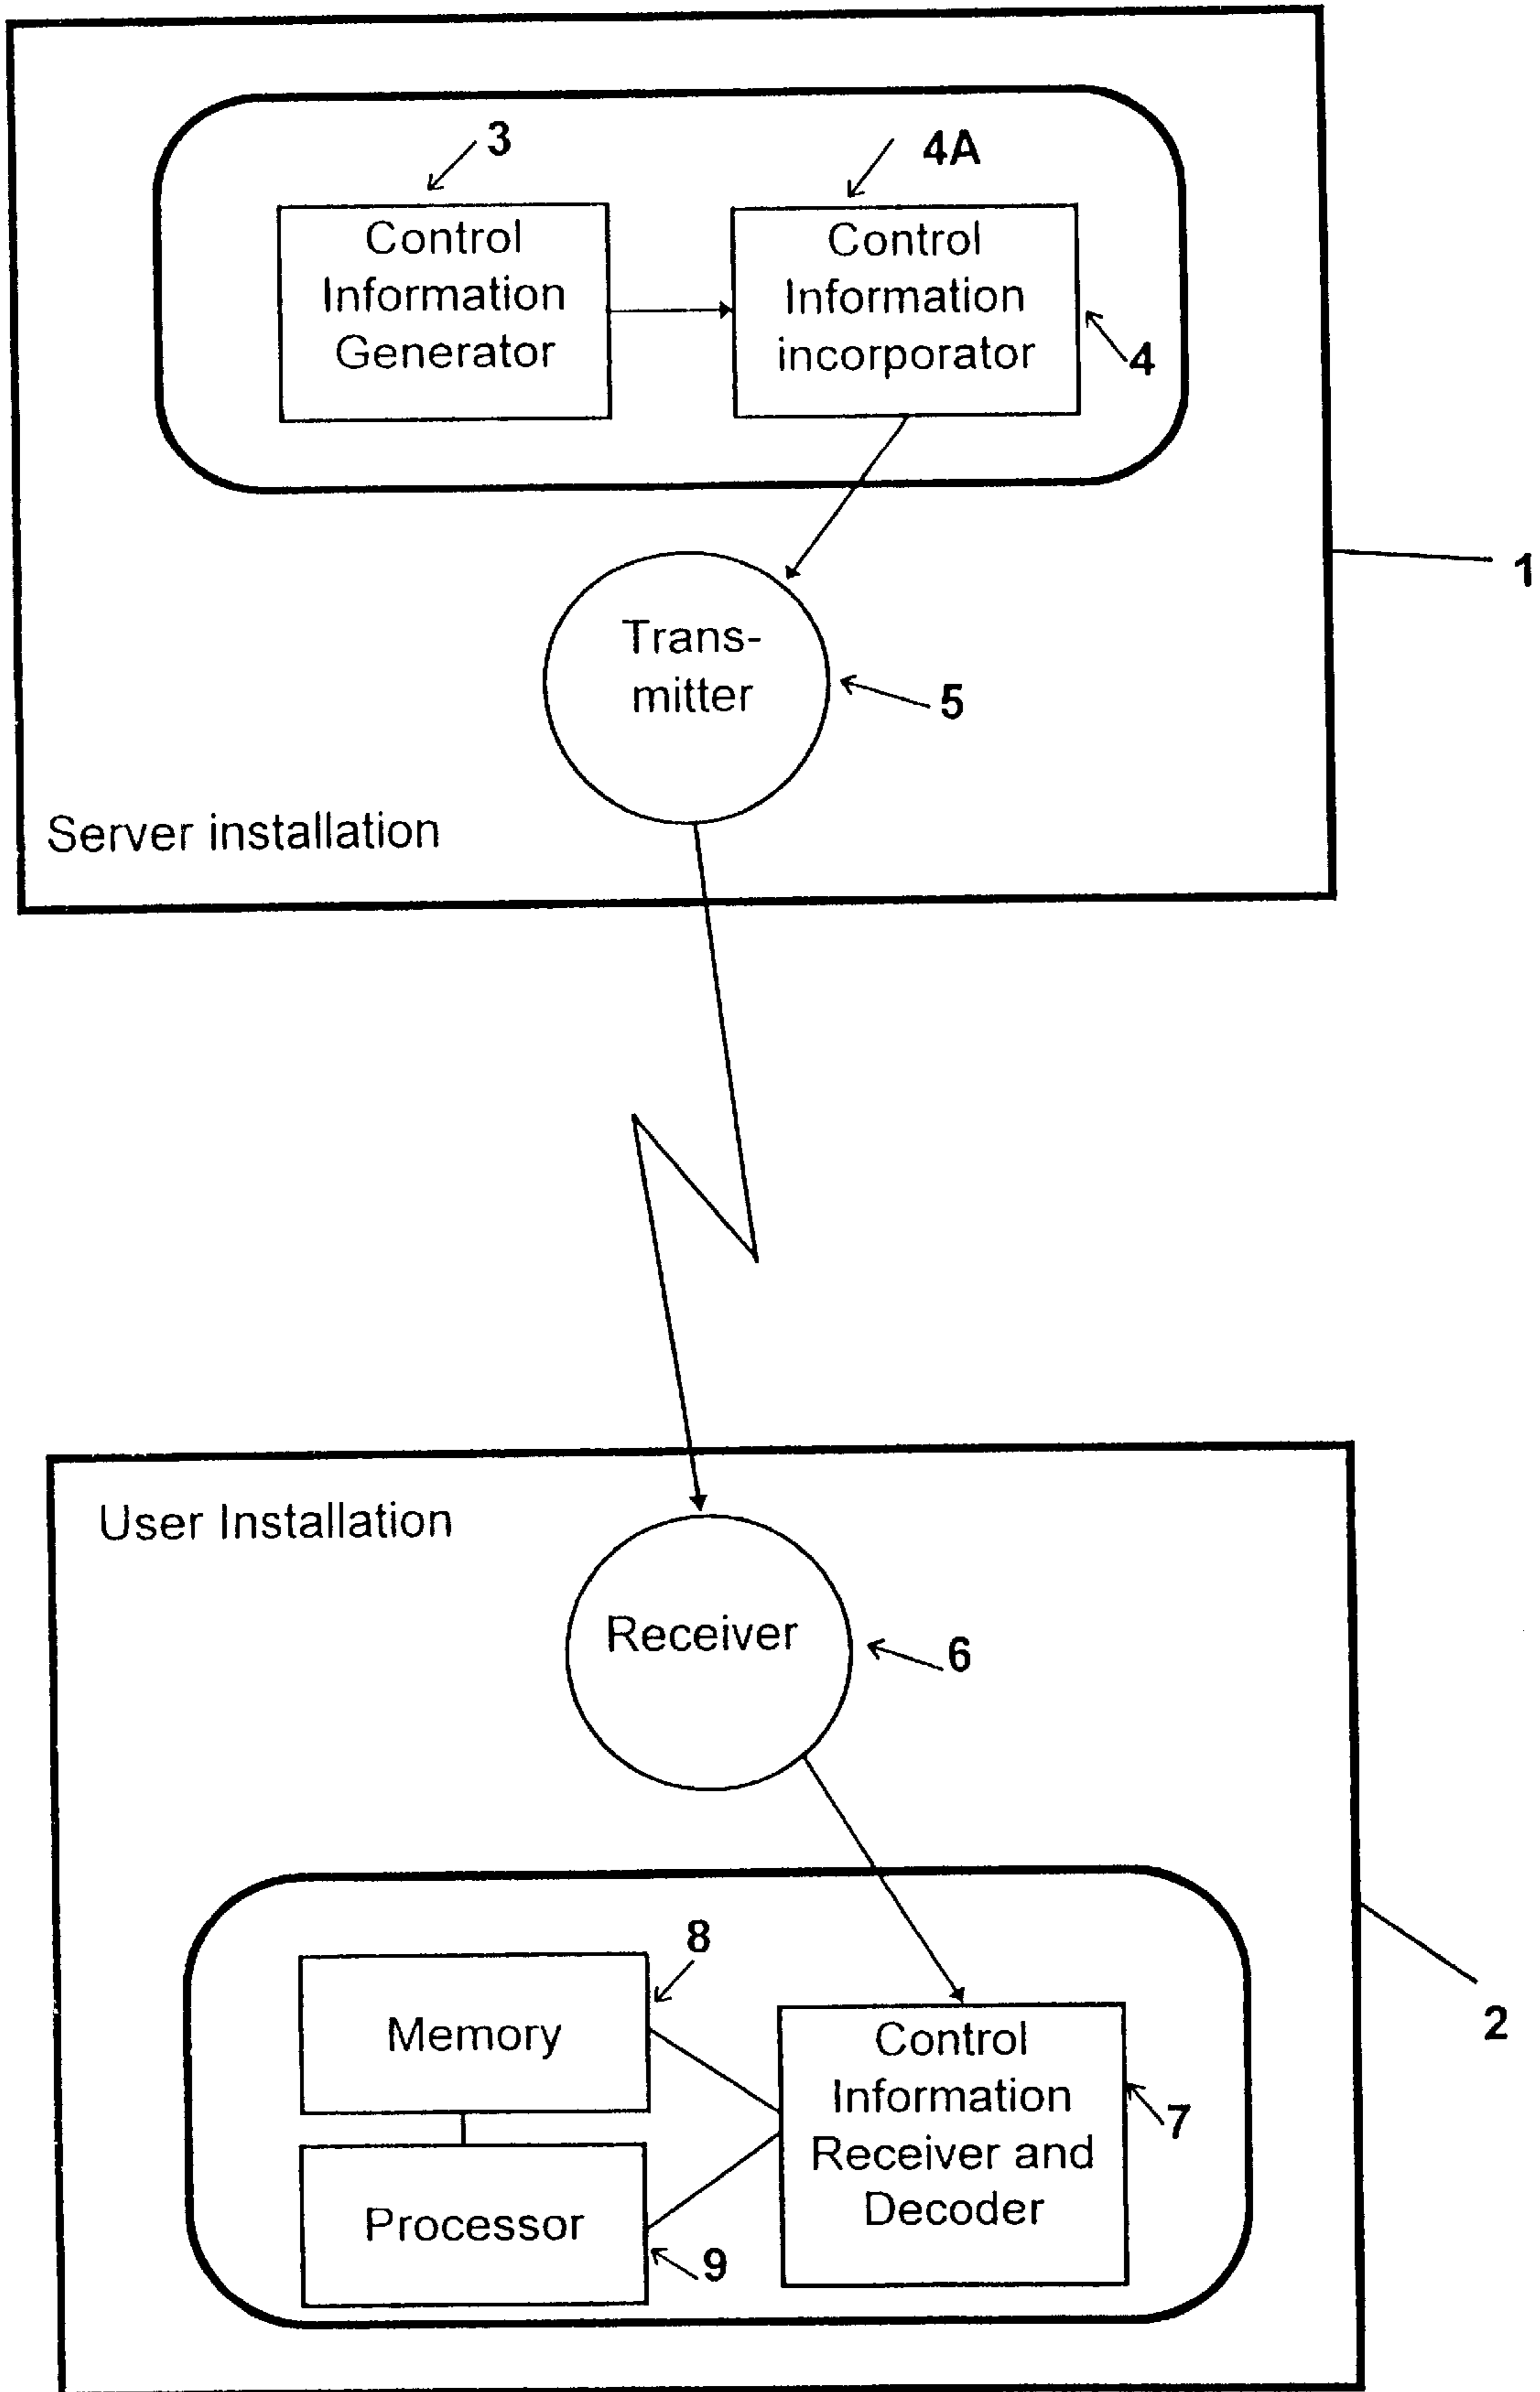 3
4A
Control
Information
Generator
Control
Information
incorporator
4
1
Trans-
mitter
5
Server installation
User Installation
Receiver
6
8
Memory
Control
Information
Receiver and
Decoder
7
2
Processor
9